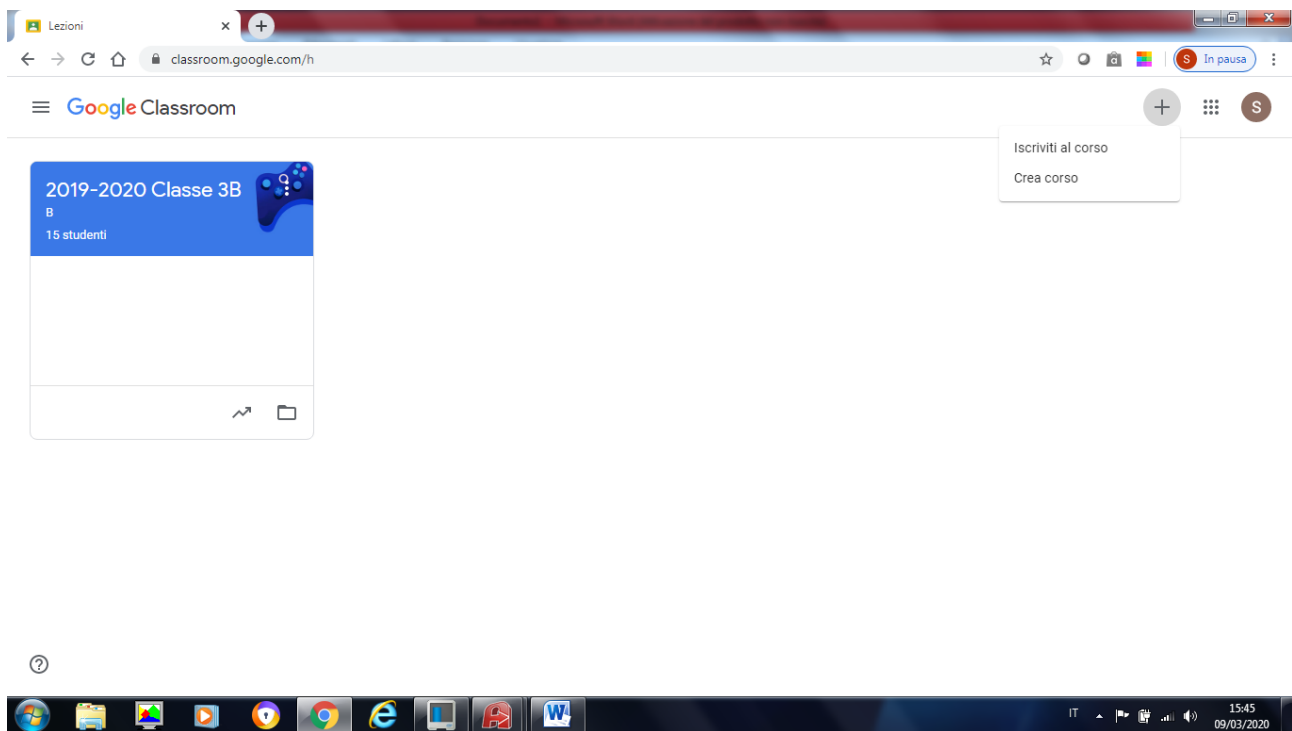 Lezioni
classroom.google.com/h
S In pausa
Google Classroom
S
Iscriviti al corso
Crea corso
2019-2020 Classe 3B
B
15 studenti
IT
15:45
09/03/2020